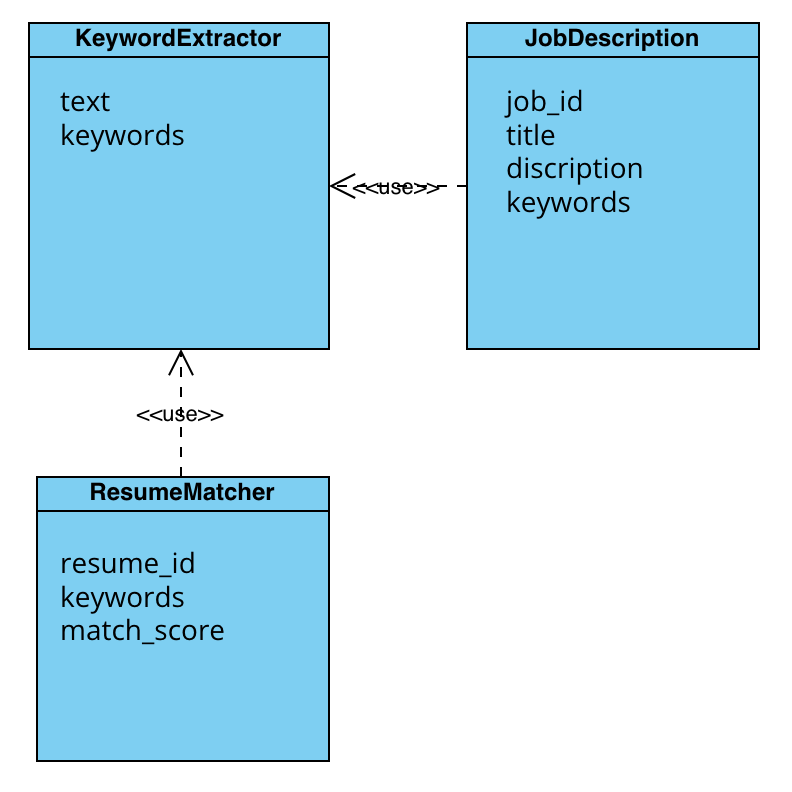 KeywordExtractor
text
keywords
JobDescription
job_id
title
discription
keywords
<<use>>
<<use>>
ResumeMatcher
resume_id
keywords
match_score